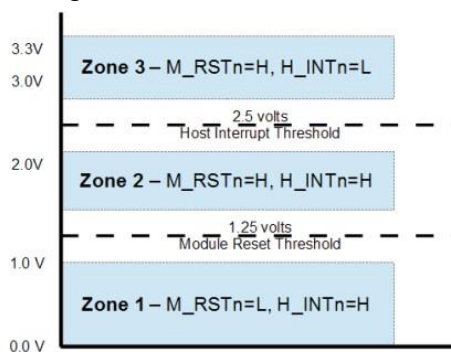 3.3V
Zone 3 – M_RSTn=H, H_INTn=L
3.0V
2.5 volts
Host Interrupt Threshold
2.0V
Zone 2 – M_RSTn=H, H_INTn=H
1.25 volts
Module Reset Threshold
1.0 V
Zone 1 – M_RSTn=L, H_INTn=H
0.0 V